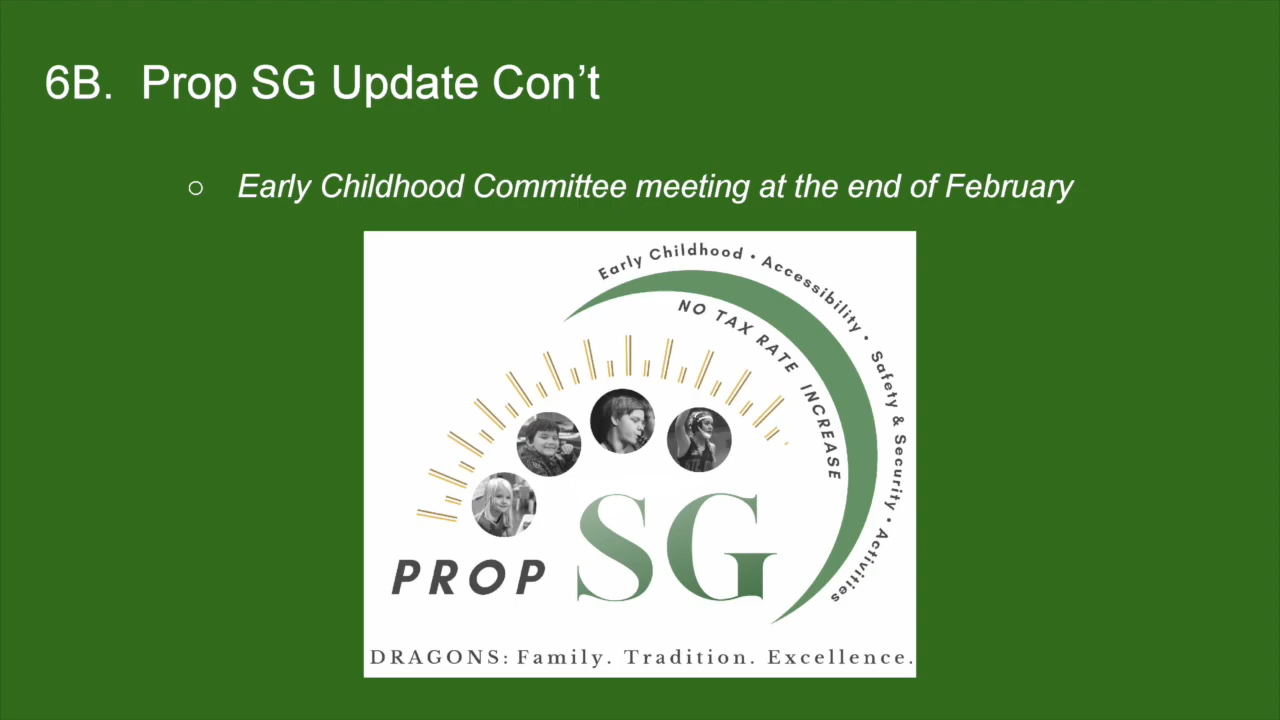 6B. Prop SG Update Con't
○ Early Childhood Committee meeting at the end of February
Early Childhood • Accessibility • Safety & Security • Activities
NO TAX RATE INCREASE
PROP SG
DRAGONS: Family. Tradition. Excellence.